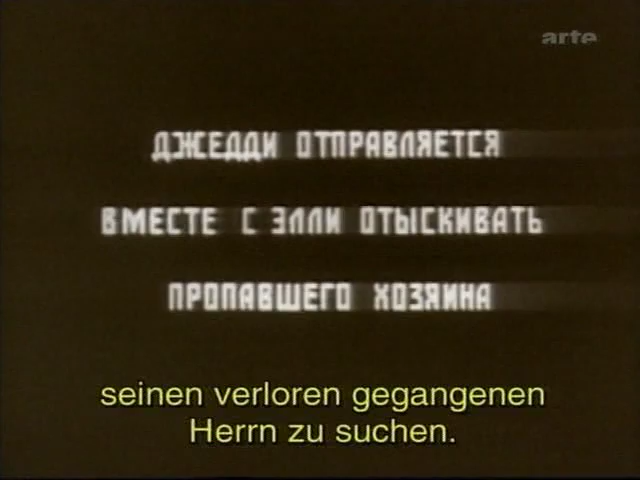 arte
ДЖЕДДИ ОТПРАВЛЯЕТСЯ
ВМЕСТЕ С ЭЛЛИ ОТЫСКИВАТЬ
ПРОПАВШЕГО ХОЗЯИНА
seinen verloren gegangenen
Herrn zu suchen.